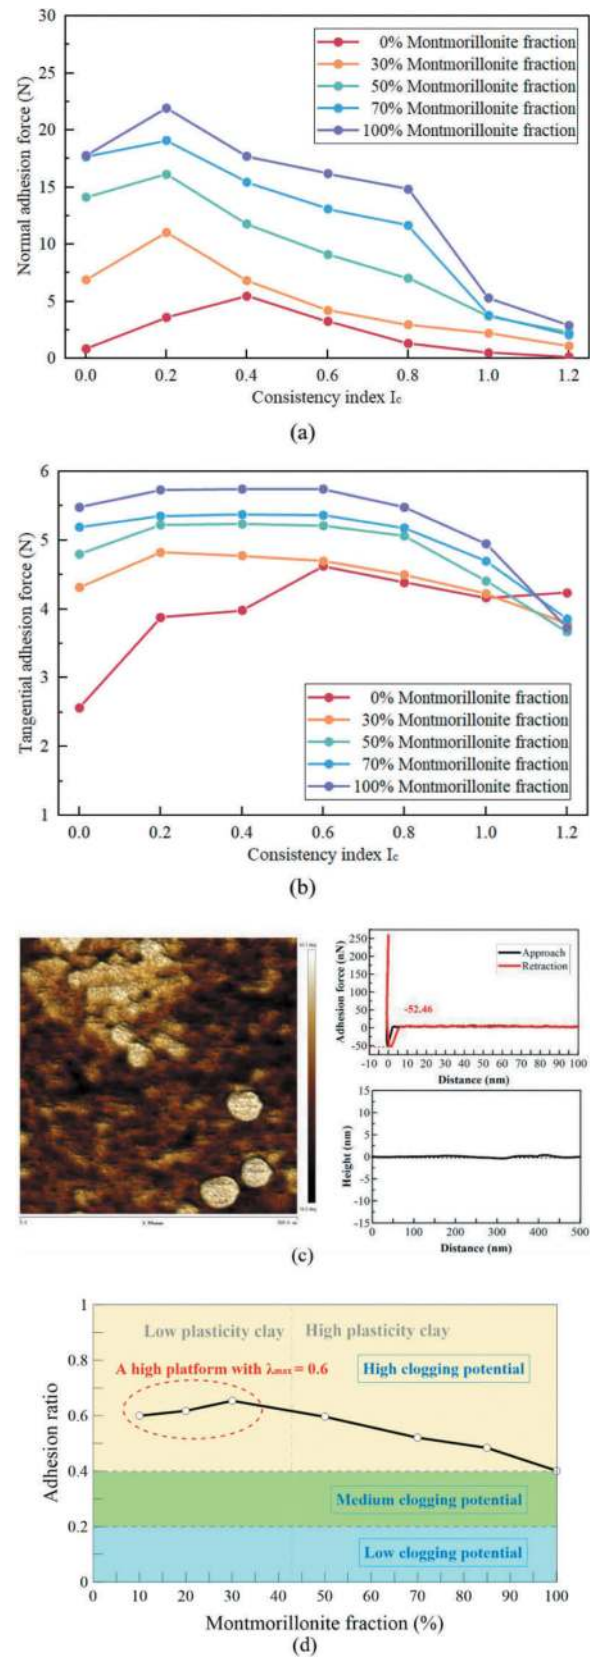 30
25
20
15
10
5
0
Normal adhesion force (N)
0% Montmorillonite fraction
30% Montmorillonite fraction
50% Montmorillonite fraction
70% Montmorillonite fraction
100% Montmorillonite fraction
0.0 0.2 0.4 0.6 0.8 1.0 1.2
Consistency index Ic
(a)
6
5
4
3
2
1
Tangential adhesion force (N)
0% Montmorillonite fraction
30% Montmorillonite fraction
50% Montmorillonite fraction
70% Montmorillonite fraction
100% Montmorillonite fraction
0.0 0.2 0.4 0.6 0.8 1.0 1.2
Consistency index Ic
(b)
250
200
150
100
50
0
-50
Adhesion force (nN)
Approach
Retraction
-52.46
-10 0 10 20 30 40 50 60 70 80 90 100
Distance (nm)
15
10
5
0
-5
-10
-15
Height (nm)
0 100 200 300 400 500
Distance (nm)
(c)
1
0.8
0.6
0.4
0.2
0
Adhesion ratio
Low plasticity clay High plasticity clay
A high platform with λmax = 0.6
High clogging potential
Medium clogging potential
Low clogging potential
0 10 20 30 40 50 60 70 80 90 100
Montmorillonite fraction (%)
(d)